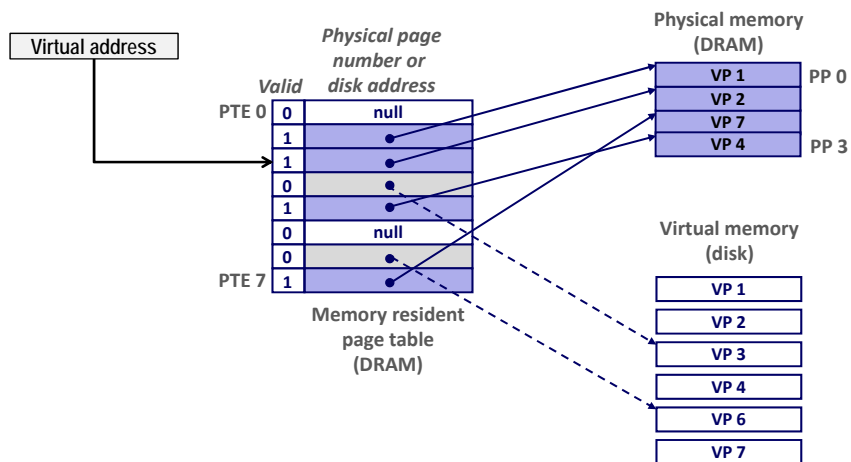 Virtual address
Physical page
number or
disk address
Valid
PTE 0
0
null
1
1
0
1
0
null
0
PTE 7
1
Memory resident
page table
(DRAM)
Physical memory
(DRAM)
VP 1
PP 0
VP 2
VP 7
VP 4
PP 3
Virtual memory
(disk)
VP 1
VP 2
VP 3
VP 4
VP 6
VP 7